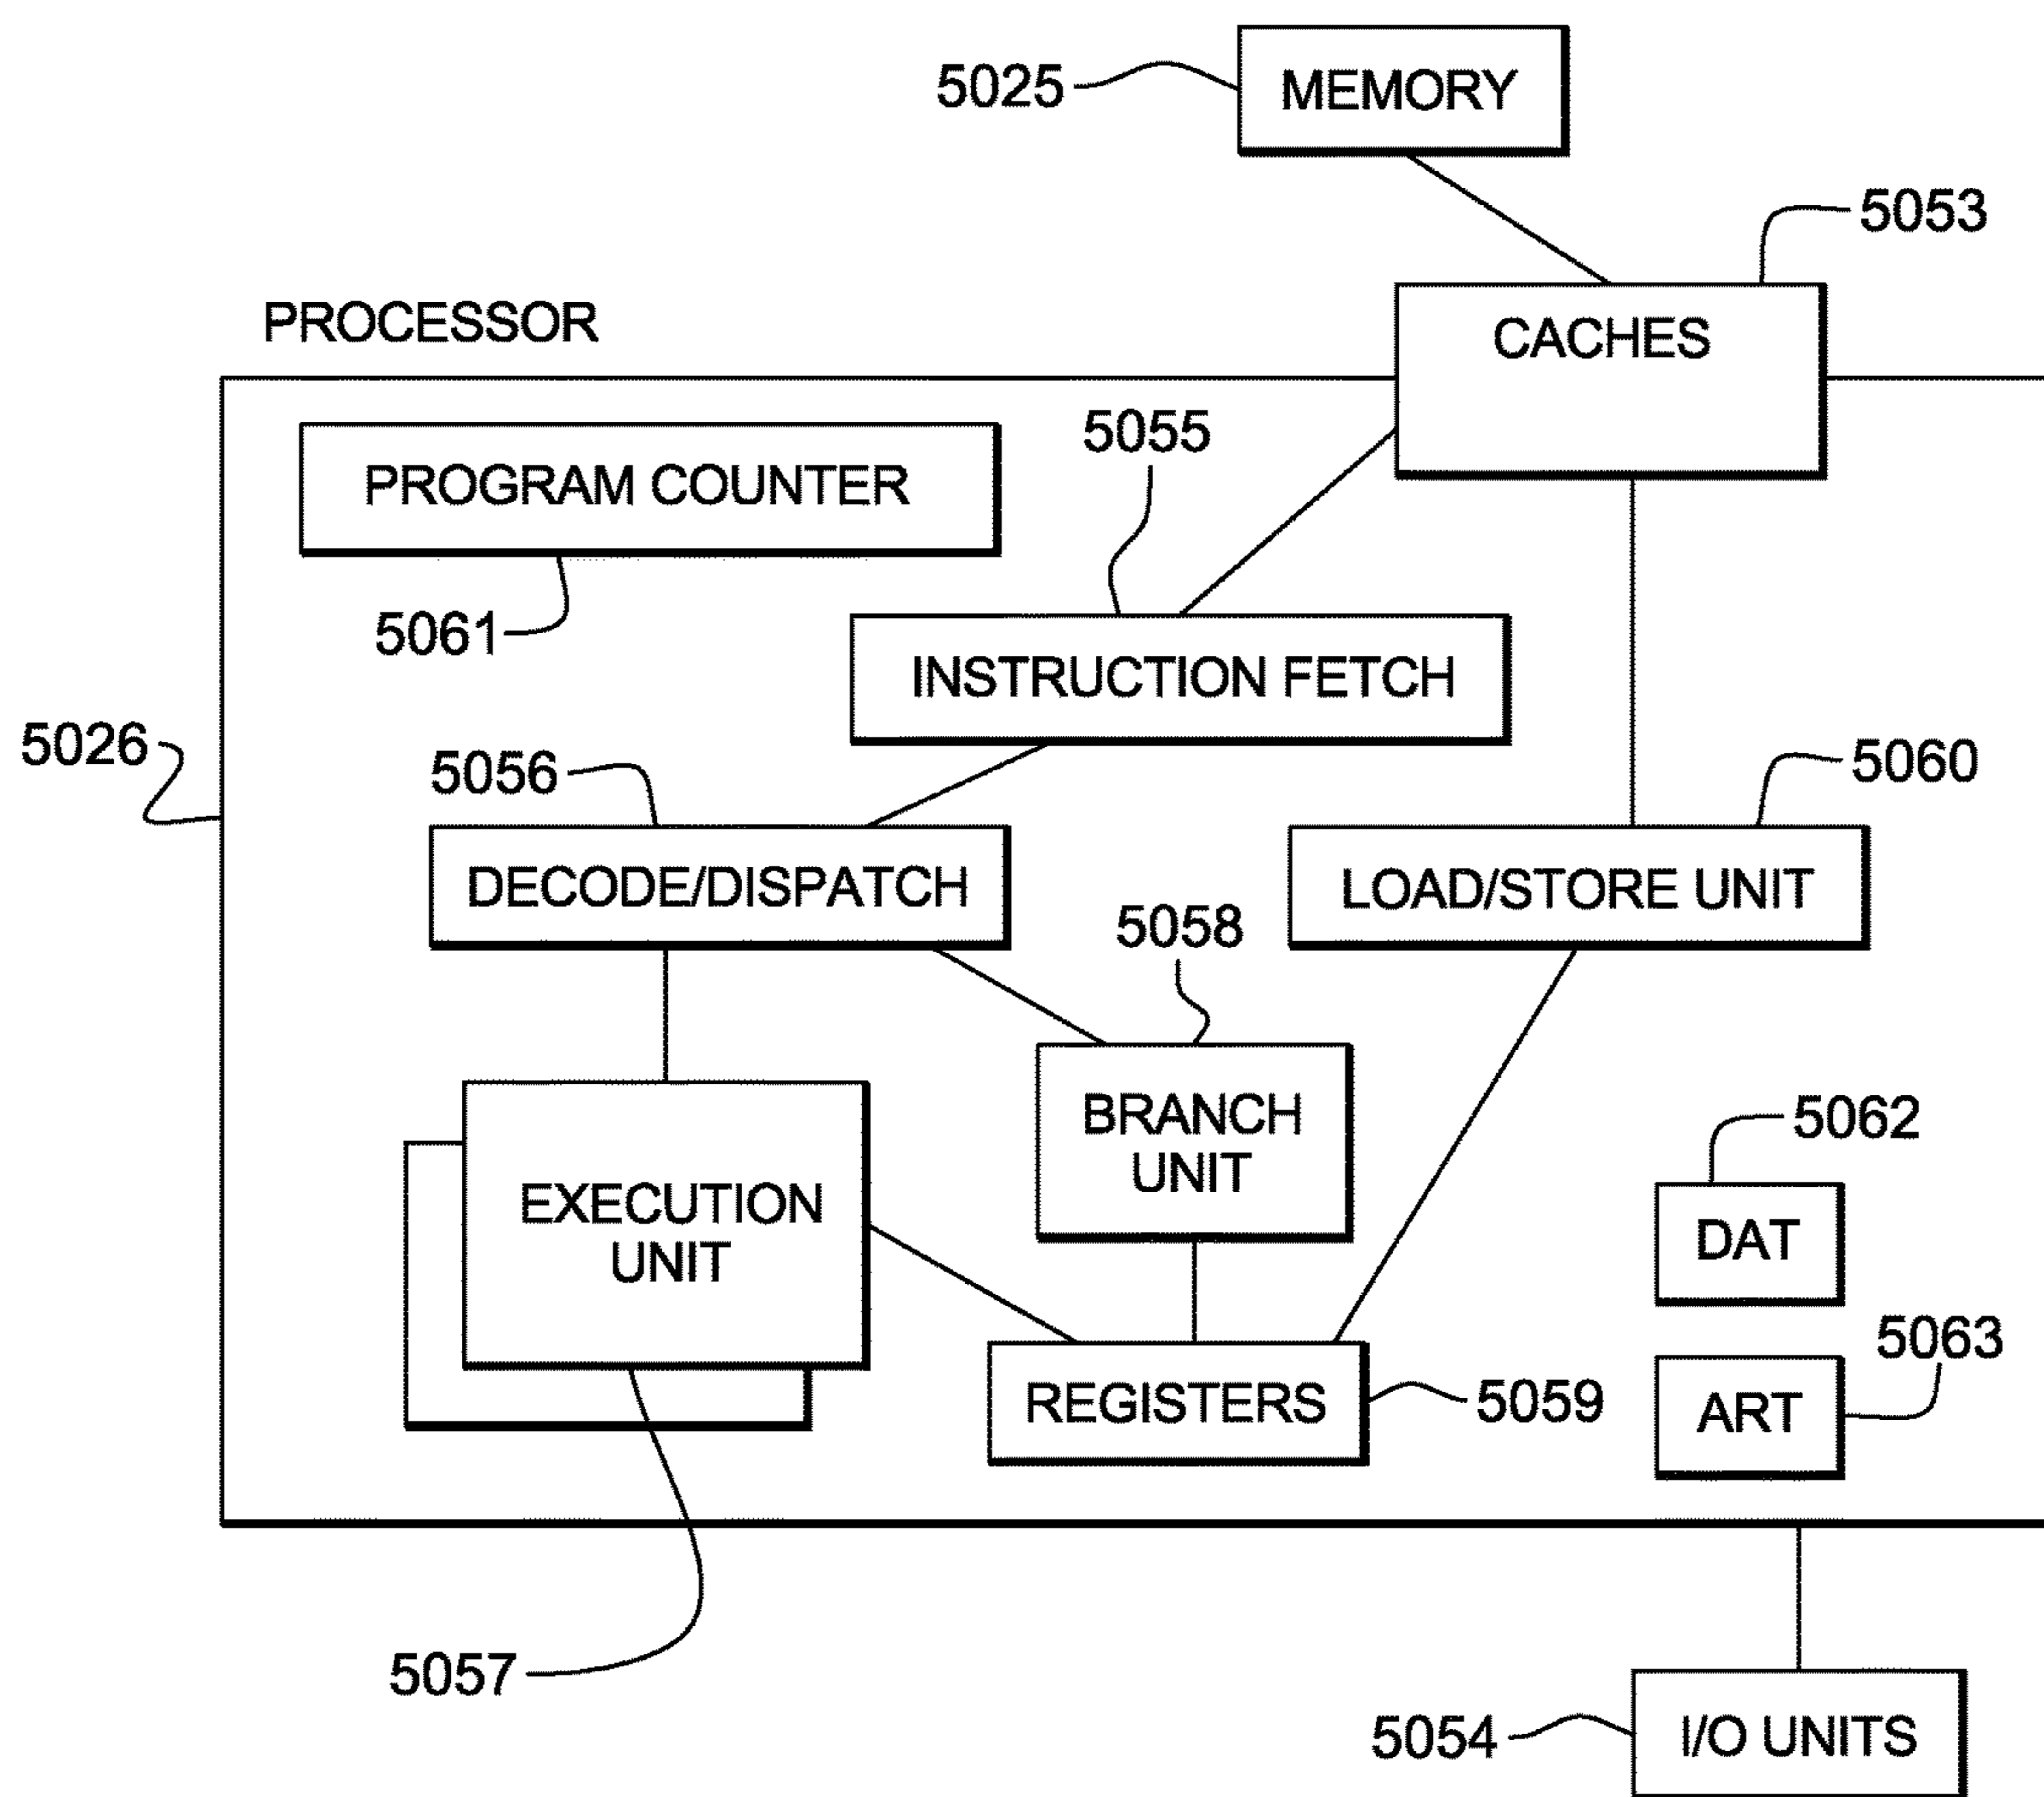 5025
MEMORY
5053
PROCESSOR
CACHES
5055
PROGRAM COUNTER
5061
INSTRUCTION FETCH
5026
5056
5060
DECODE/DISPATCH
LOAD/STORE UNIT
5058
BRANCH
UNIT
5062
EXECUTION
UNIT
DAT
5063
REGISTERS
5059
ART
5057
5054
I/O UNITS